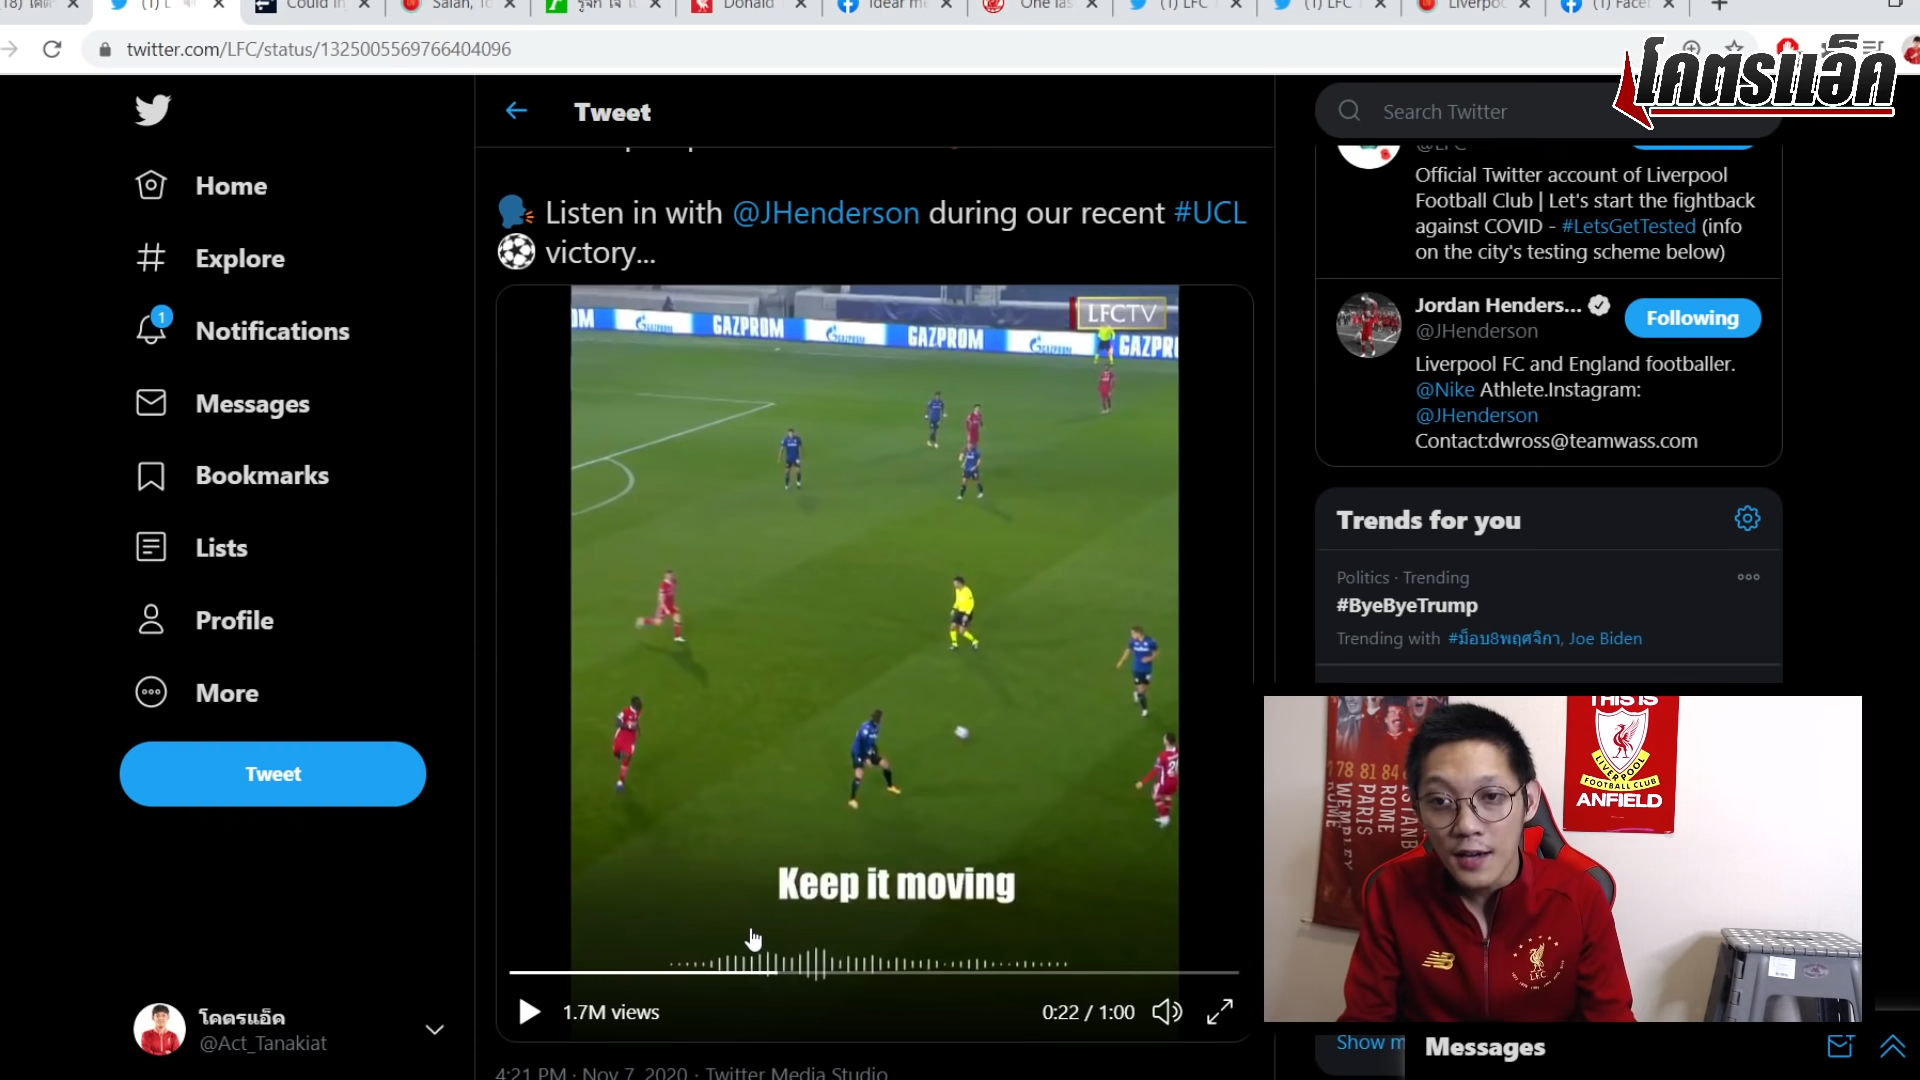 twitter.com/LFC/status/1325005569766404096
โคตรแอ็ค
Home
Explore
1
Notifications
Messages
Bookmarks
Lists
Profile
More
Tweet
โคตรแอ็ค
@Act_Tanakiat
Tweet
Listen in with @JHenderson during our recent #UCL
victory...
LFCTV
GAZPROM
GAZPROM
Keep it moving
1.7M views
0:22 / 1:00
4:21 PM · Nov 7, 2020 · Twitter Media Studio
Search Twitter
@LFC
Official Twitter account of Liverpool
Football Club | Let's start the fightback
against COVID - #LetsGetTested (info
on the city's testing scheme below)
Jordan Henders...
Following
@JHenderson
Liverpool FC and England footballer.
@Nike Athlete.Instagram:
@JHenderson
Contact:dwross@teamwass.com
Trends for you
Politics · Trending
#ByeByeTrump
Trending with #ม็อบ8พฤศจิกา, Joe Biden
THIS IS
LIVERPOOL
FOOTBALL CLUB
ANFIELD
78 81 84
ROME
PARIS
WEMBLEY
ROME
Show m
Messages